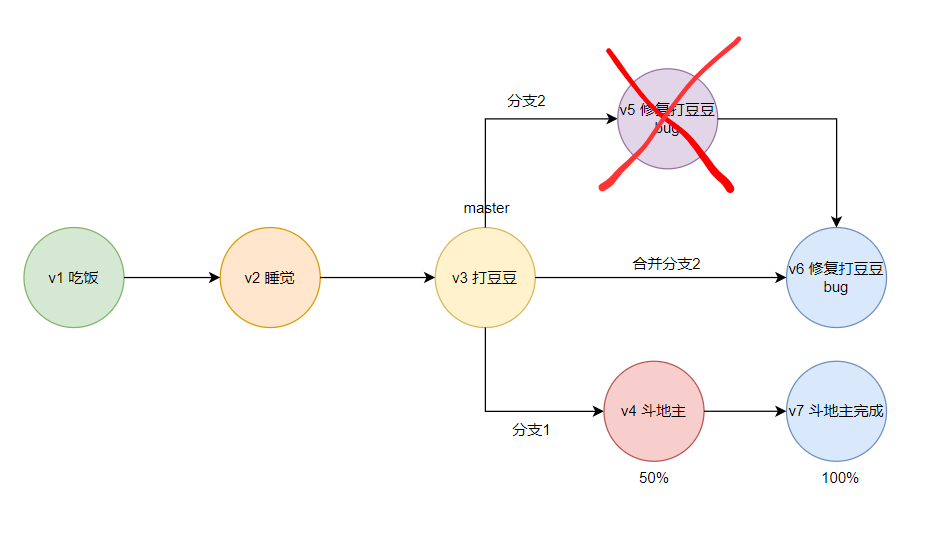 分支2
v5 修复打豆豆
bug
master
v1 吃饭
v2 睡觉
v3 打豆豆
合并分支2
v6 修复打豆豆
bug
分支1
v4 斗地主
v7 斗地主完成
50%
100%